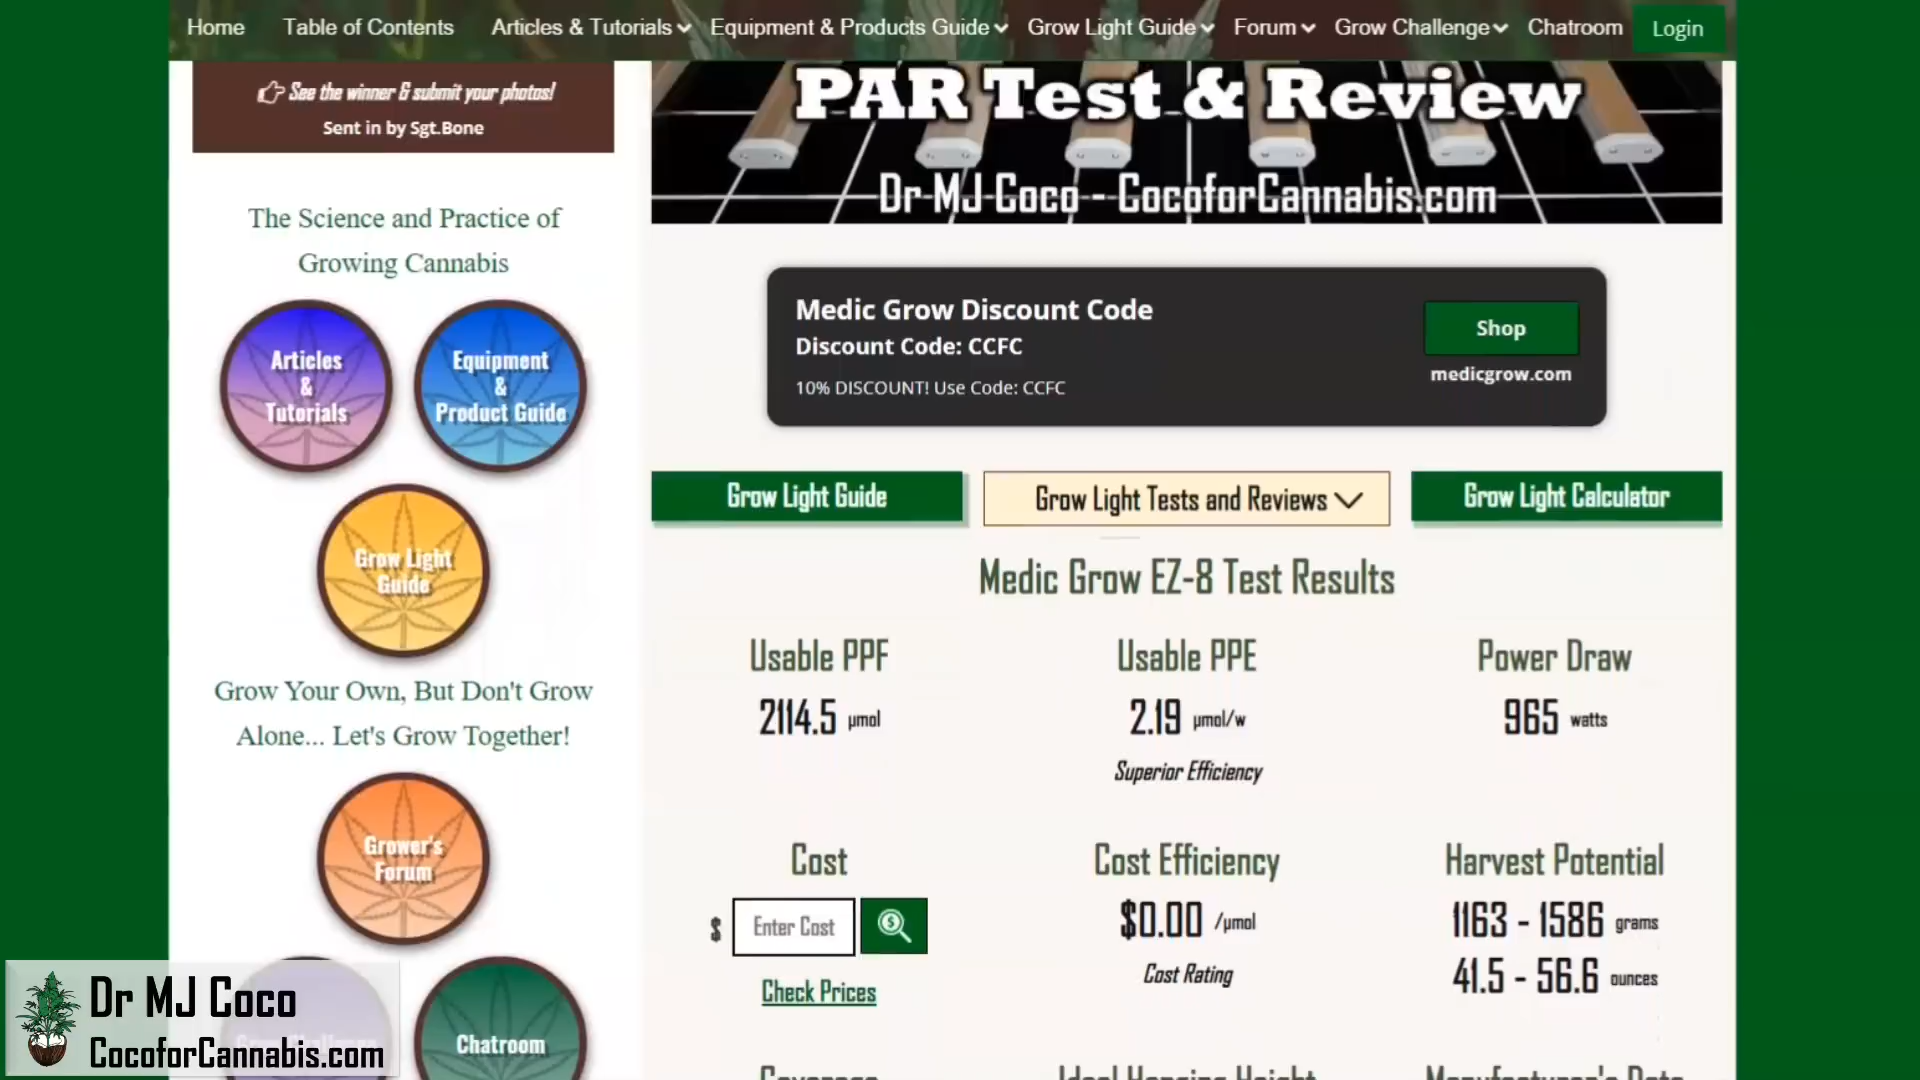 Home Table of Contents Articles & Tutorials Equipment & Products Guide Grow Light Guide Forum Grow Challenge Chatroom Login
See the winner & submit your photos!
Sent in by Sgt.Bone
The Science and Practice of
Growing Cannabis
Articles
&
Tutorials
Equipment
&
Product Guide
Grow Light
Guide
Grow Your Own, But Don't Grow
Alone... Let's Grow Together!
Grower's
Forum
Chatroom
PAR Test & Review
Dr MJ Coco - CocoforCannabis.com
Medic Grow Discount Code
Discount Code: CCFC
10% DISCOUNT! Use Code: CCFC
Shop
medicgrow.com
Grow Light Guide
Grow Light Tests and Reviews
Grow Light Calculator
Medic Grow EZ-8 Test Results
Usable PPF
2114.5 μmol
Usable PPE
2.19 μmol/w
Superior Efficiency
Power Draw
965 watts
Cost
$ Enter Cost
Check Prices
Cost Efficiency
$0.00 /μmol
Cost Rating
Harvest Potential
1163 - 1586 grams
41.5 - 56.6 ounces
Coverage
Ideal Hanging Height
Manufacturer's Data
Dr MJ Coco
CocoforCannabis.com